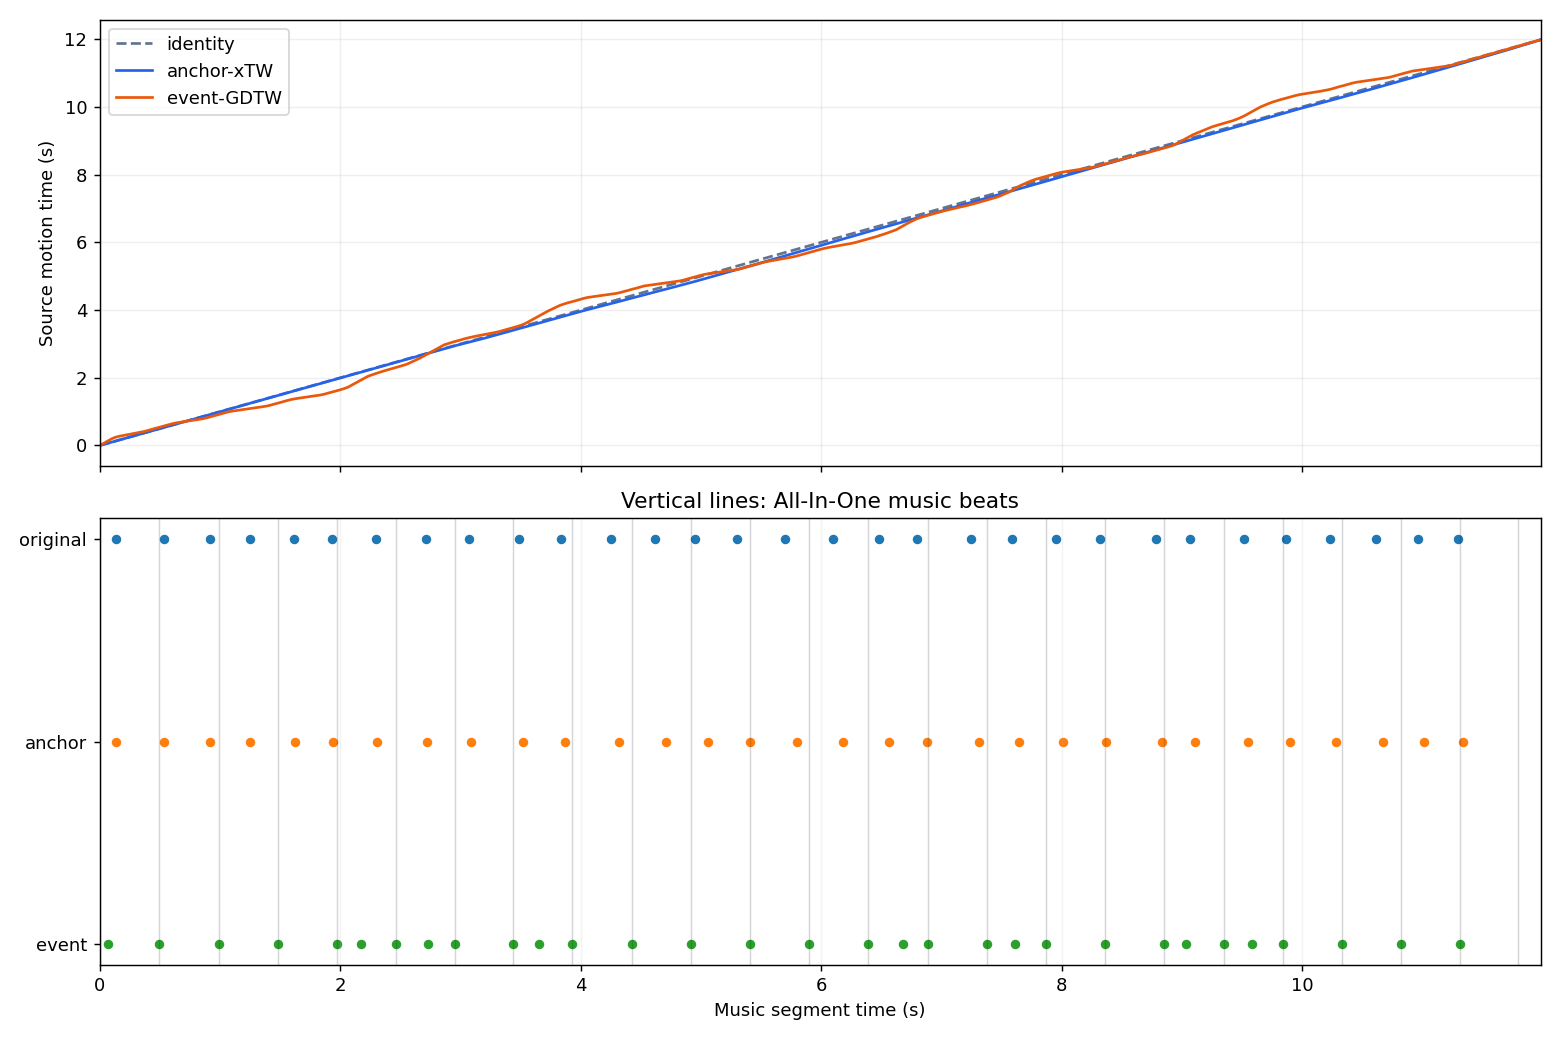 12
10
8
6
4
2
0
Source motion time (s)
identity
anchor-xTW
event-GDTW
Vertical lines: All-In-One music beats
original
anchor
event
0 2 4 6 8 10
Music segment time (s)